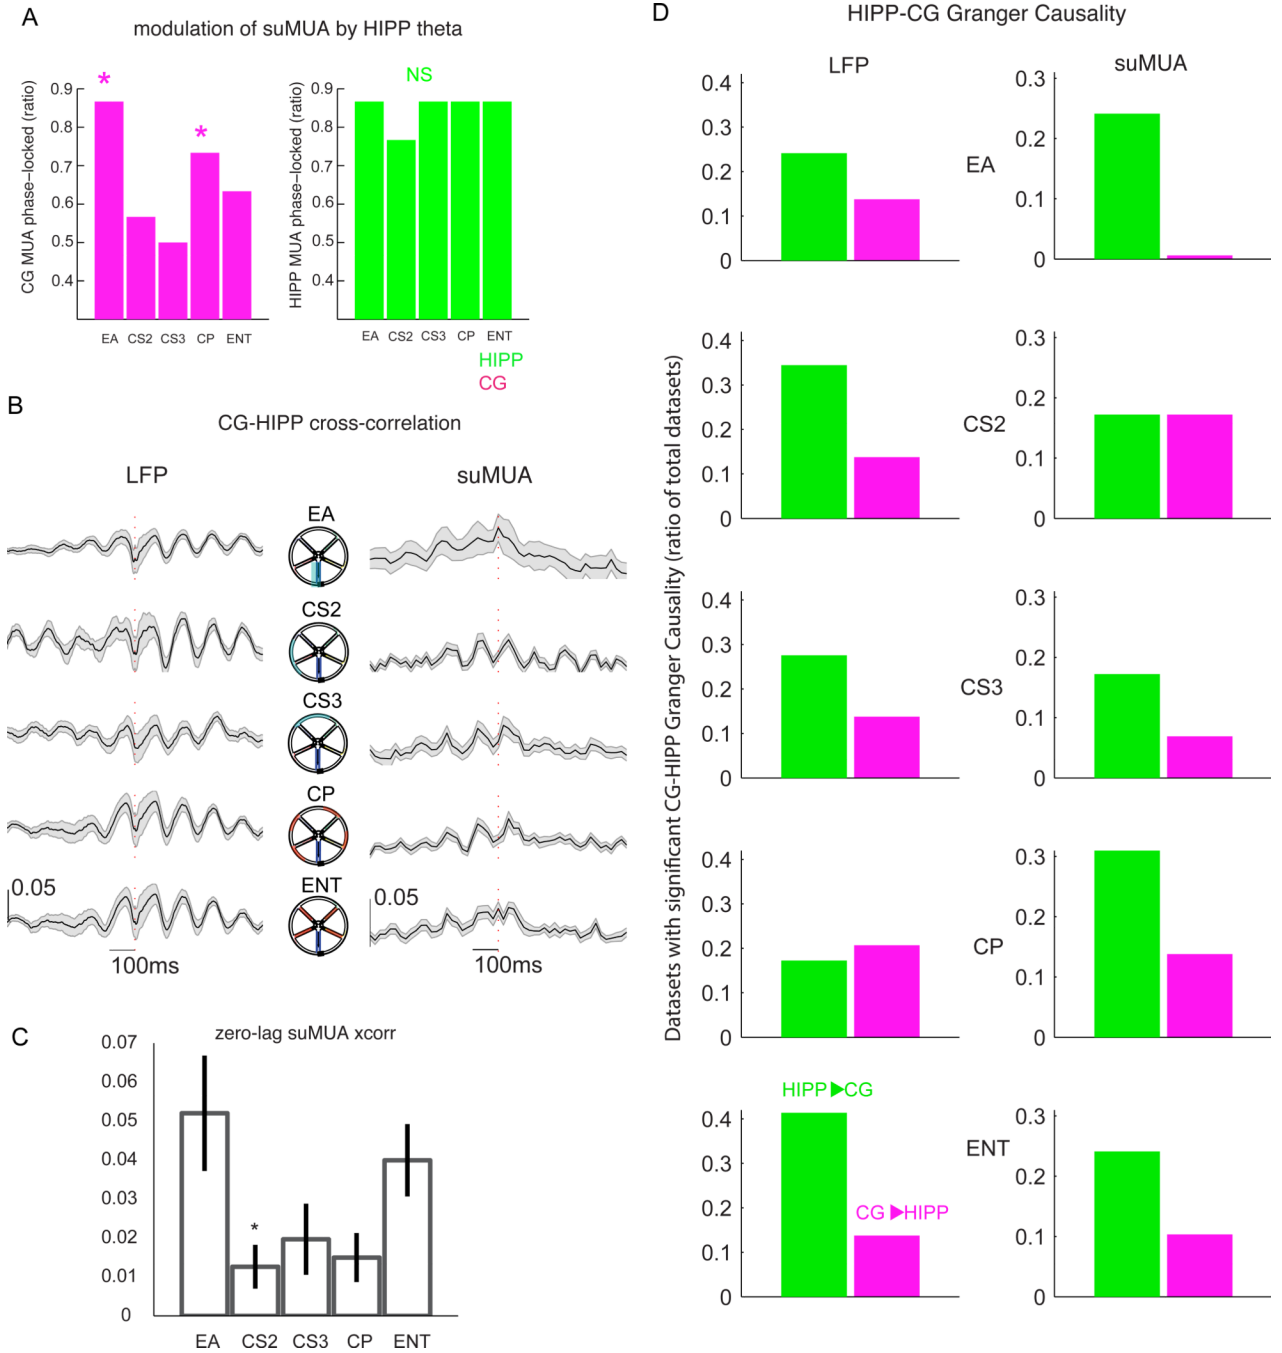 A
modulation of suMUA by HIPP theta
CG MUA phase-locked (ratio)
0.9
0.8
0.7
0.6
0.5
0.4
*
*
EA CS2 CS3 CP ENT
HIPP MUA phase-locked (ratio)
NS
0.9
0.8
0.7
0.6
0.5
0.4
EA CS2 CS3 CP ENT
HIPP
CG
B
CG-HIPP cross-correlation
LFP
suMUA
EA
CS2
CS3
CP
ENT
0.05
0.05
100ms
100ms
C
zero-lag suMUA xcorr
0.07
0.06
0.05
0.04
0.03
0.02
0.01
0
*
EA CS2 CS3 CP ENT
D
HIPP-CG Granger Causality
LFP
suMUA
Datasets with significant CG-HIPP Granger Causality (ratio of total datasets)
0.4
0.3
0.2
0.1
0
EA
0.3
0.2
0.1
0
0.4
0.3
0.2
0.1
0
CS2
0.3
0.2
0.1
0
0.4
0.3
0.2
0.1
0
CS3
0.3
0.2
0.1
0
0.4
0.3
0.2
0.1
0
CP
0.3
0.2
0.1
0
HIPP▶CG
CG▶HIPP
0.4
0.3
0.2
0.1
0
ENT
0.3
0.2
0.1
0